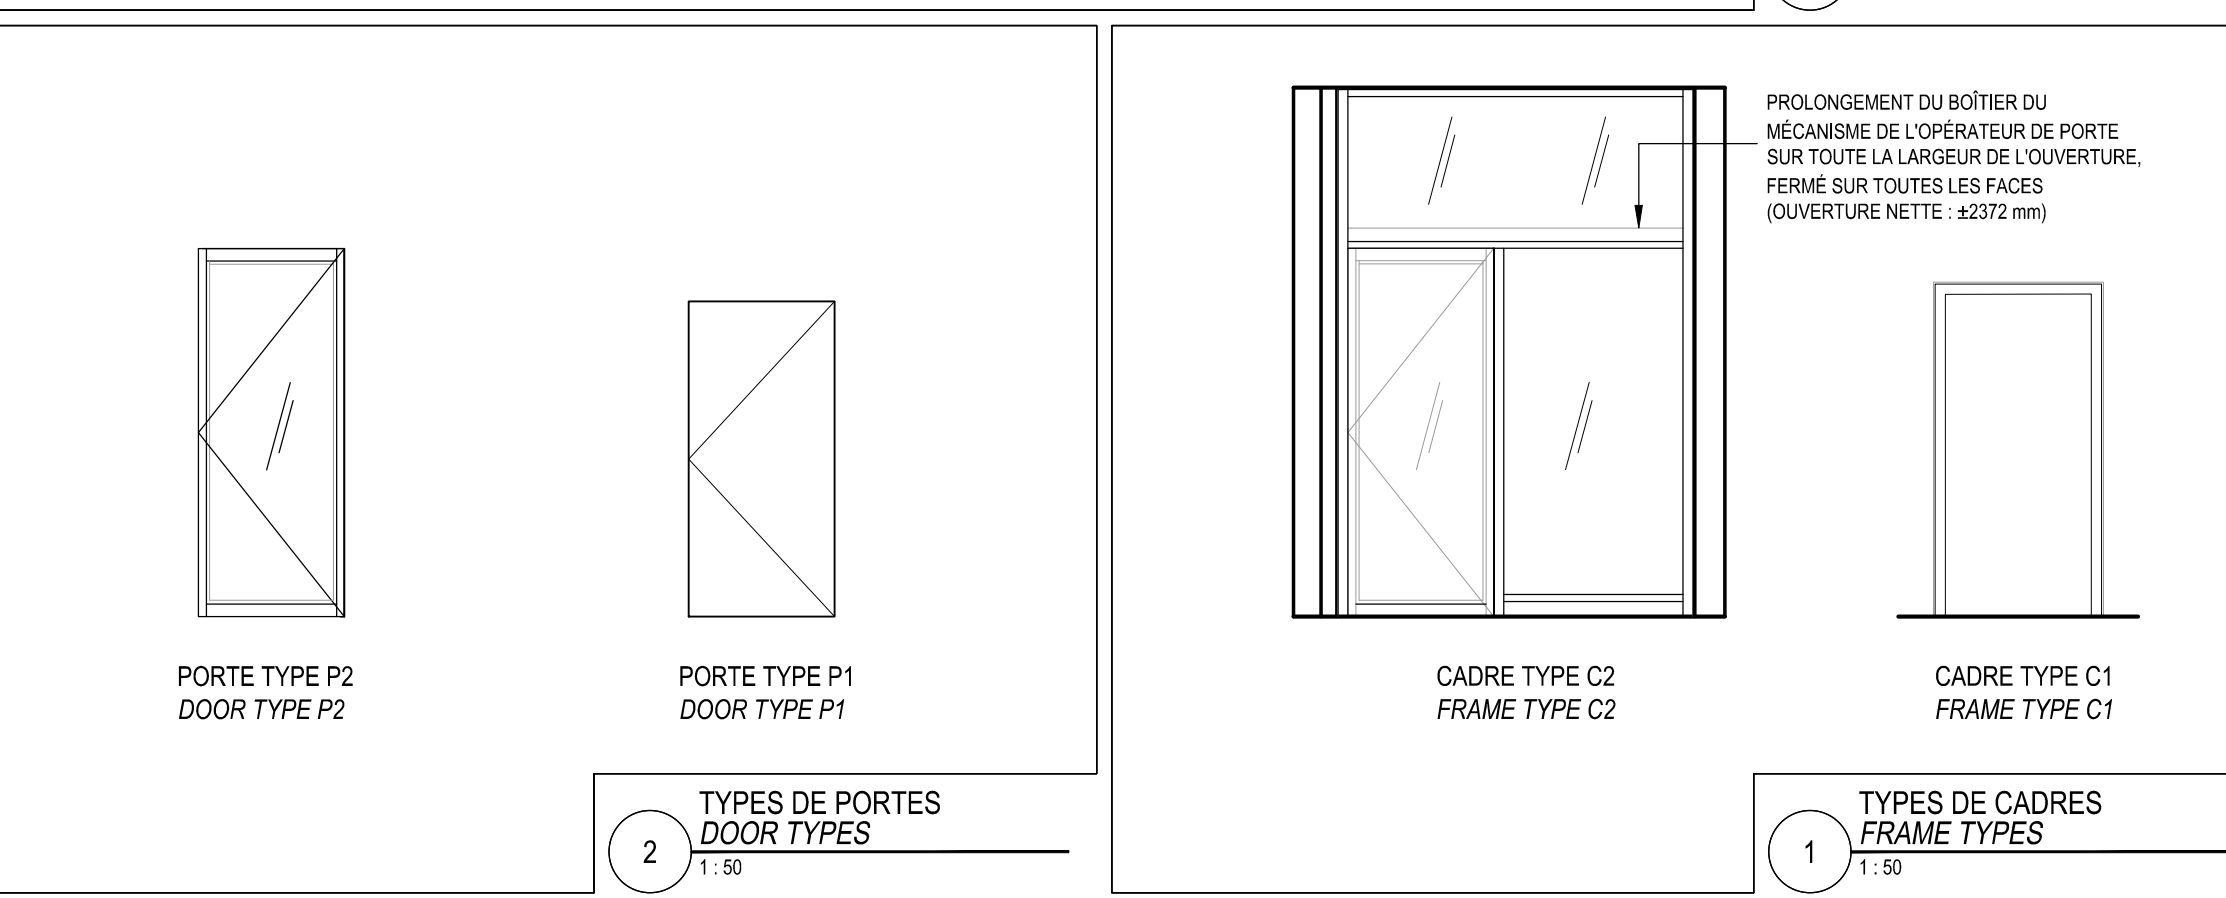 PORTE TYPE P2
DOOR TYPE P2
PORTE TYPE P1
DOOR TYPE P1
2
TYPES DE PORTES
DOOR TYPES
1 : 50
PROLONGEMENT DU BOÎTIER DU
MÉCANISME DE L'OPÉRATEUR DE PORTE
SUR TOUTE LA LARGEUR DE L'OUVERTURE,
FERMÉ SUR TOUTES LES FACES
(OUVERTURE NETTE : ±2372 mm)
CADRE TYPE C2
FRAME TYPE C2
CADRE TYPE C1
FRAME TYPE C1
1
TYPES DE CADRES
FRAME TYPES
1 : 50